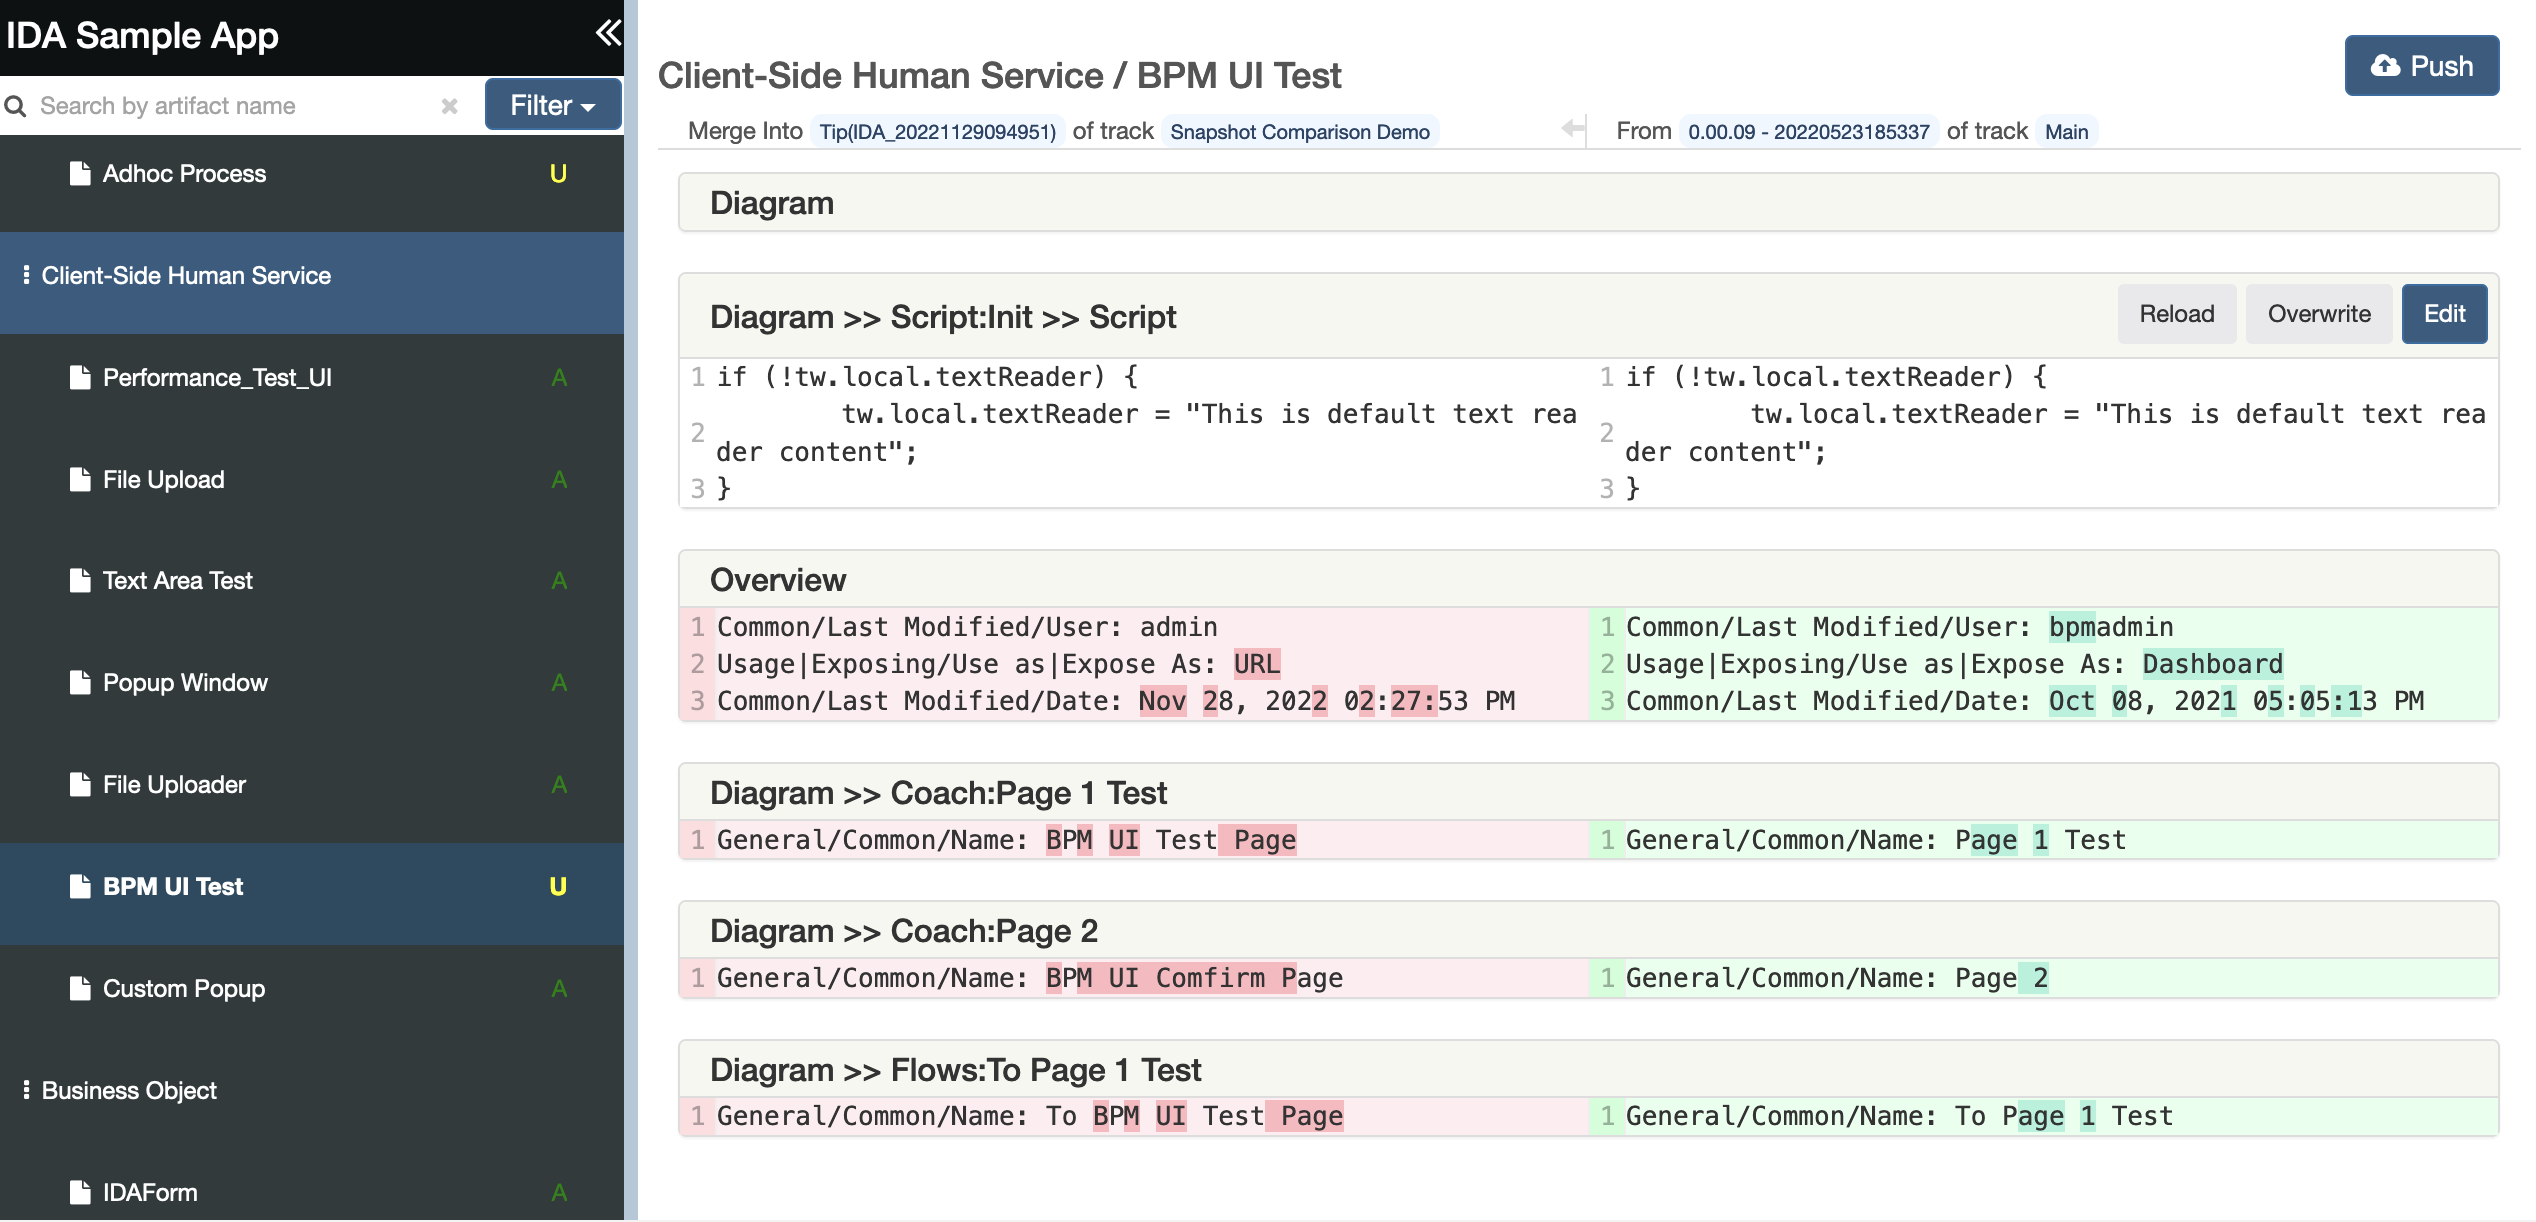 IDA Sample App
Search by artifact name
Filter
Adhoc Process U
Client-Side Human Service
Performance_Test_UI A
File Upload A
Text Area Test A
Popup Window A
File Uploader A
BPM UI Test U
Custom Popup A
Business Object
IDAForm A
Client-Side Human Service / BPM UI Test
Push
Merge Into Tip(IDA_20221129094951) of track Snapshot Comparison Demo
From 0.00.09 - 20220523185337 of track Main
Diagram
Diagram >> Script:Init >> Script
Reload Overwrite Edit
1 if (!tw.local.textReader) {
2 tw.local.textReader = "This is default text rea
der content";
3 }
1 if (!tw.local.textReader) {
2 tw.local.textReader = "This is default text rea
der content";
3 }
Overview
1 Common/Last Modified/User: admin
2 Usage|Exposing/Use as|Expose As: URL
3 Common/Last Modified/Date: Nov 28, 2022 02:27:53 PM
1 Common/Last Modified/User: bpmadmin
2 Usage|Exposing/Use as|Expose As: Dashboard
3 Common/Last Modified/Date: Oct 08, 2021 05:05:13 PM
Diagram >> Coach:Page 1 Test
1 General/Common/Name: BPM UI Test Page
1 General/Common/Name: Page 1 Test
Diagram >> Coach:Page 2
1 General/Common/Name: BPM UI Comfirm Page
1 General/Common/Name: Page 2
Diagram >> Flows:To Page 1 Test
1 General/Common/Name: To BPM UI Test Page
1 General/Common/Name: To Page 1 Test